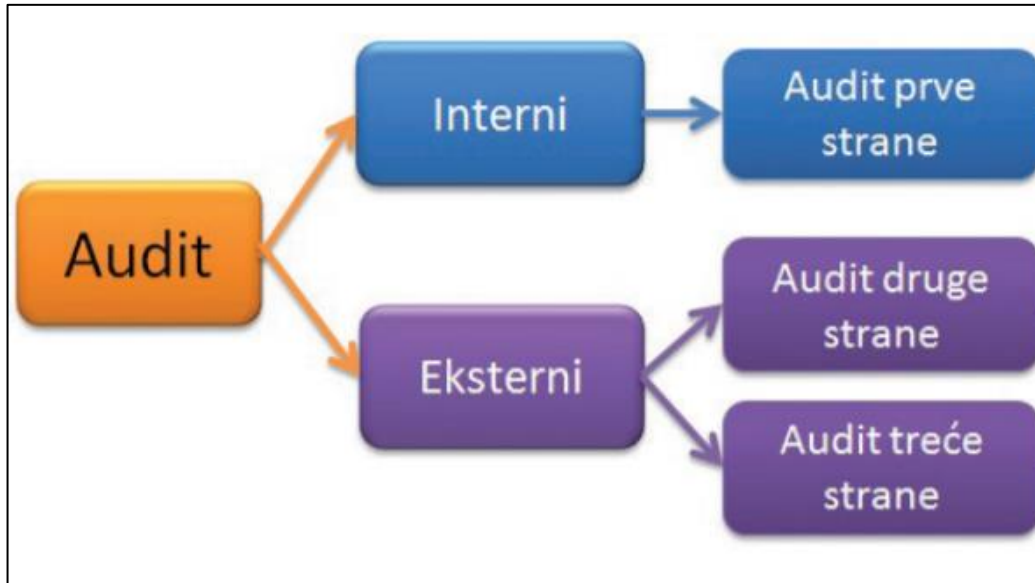 Audit
Interni
Audit prve
strane
Eksterni
Audit druge
strane
Audit treće
strane